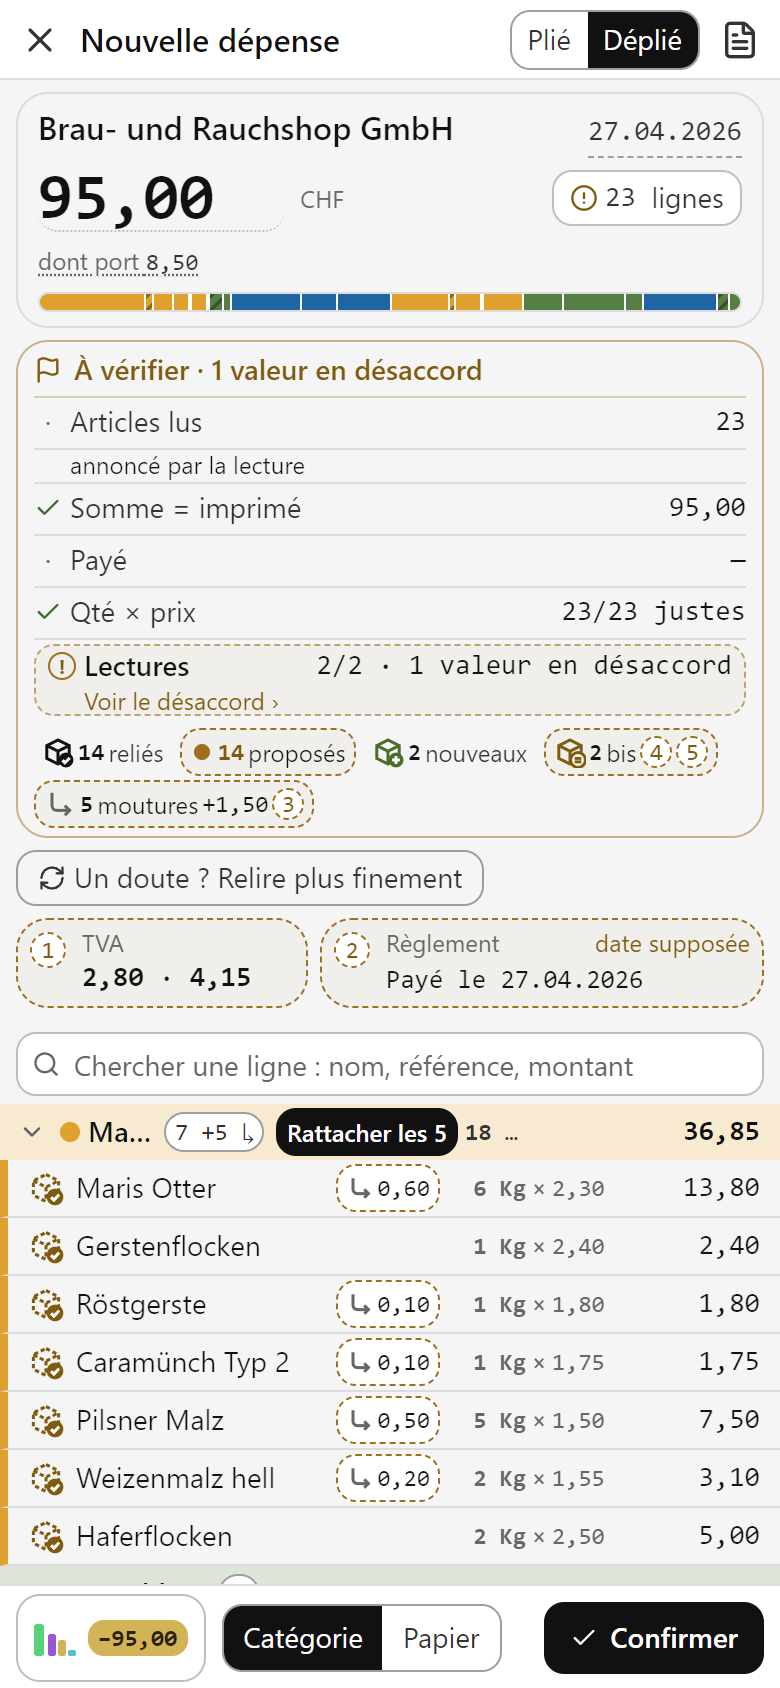 Nouvelle dépense Plié Déplié
Brau- und Rauchshop GmbH 27.04.2026
95,00 CHF 23 lignes
dont port 8,50
À vérifier · 1 valeur en désaccord
· Articles lus 23
annoncé par la lecture
Somme = imprimé 95,00
· Payé –
Qté × prix 23/23 justes
Lectures 2/2 · 1 valeur en désaccord
Voir le désaccord ›
14 reliés 14 proposés 2 nouveaux 2 bis 4 5
5 moutures +1,50 3
Un doute ? Relire plus finement
1 TVA 2 Règlement date supposée
2,80 · 4,15 Payé le 27.04.2026
Chercher une ligne : nom, référence, montant
Ma… 7 +5 Rattacher les 5 18 … 36,85
Maris Otter 0,60 6 Kg × 2,30 13,80
Gerstenflocken 1 Kg × 2,40 2,40
Röstgerste 0,10 1 Kg × 1,80 1,80
Caramünch Typ 2 0,10 1 Kg × 1,75 1,75
Pilsner Malz 0,50 5 Kg × 1,50 7,50
Weizenmalz hell 0,20 2 Kg × 1,55 3,10
Haferflocken 2 Kg × 2,50 5,00
−95,00 Catégorie Papier Confirmer